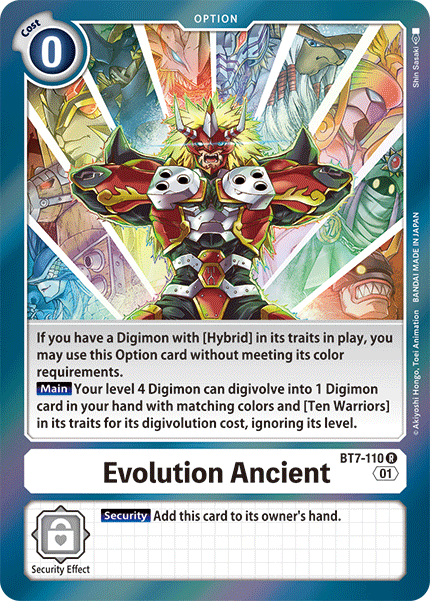 OPTION
Cost
0
Shin Sasaki
©Akiyoshi Hongo, Toei Animation BANDAI MADE IN JAPAN
If you have a Digimon with [Hybrid] in its traits in play, you
may use this Option card without meeting its color
requirements.
Main Your level 4 Digimon can digivolve into 1 Digimon
card in your hand with matching colors and [Ten Warriors]
in its traits for its digivolution cost, ignoring its level.
BT7-110 R
Evolution Ancient
01
Security Add this card to its owner's hand.
Security Effect